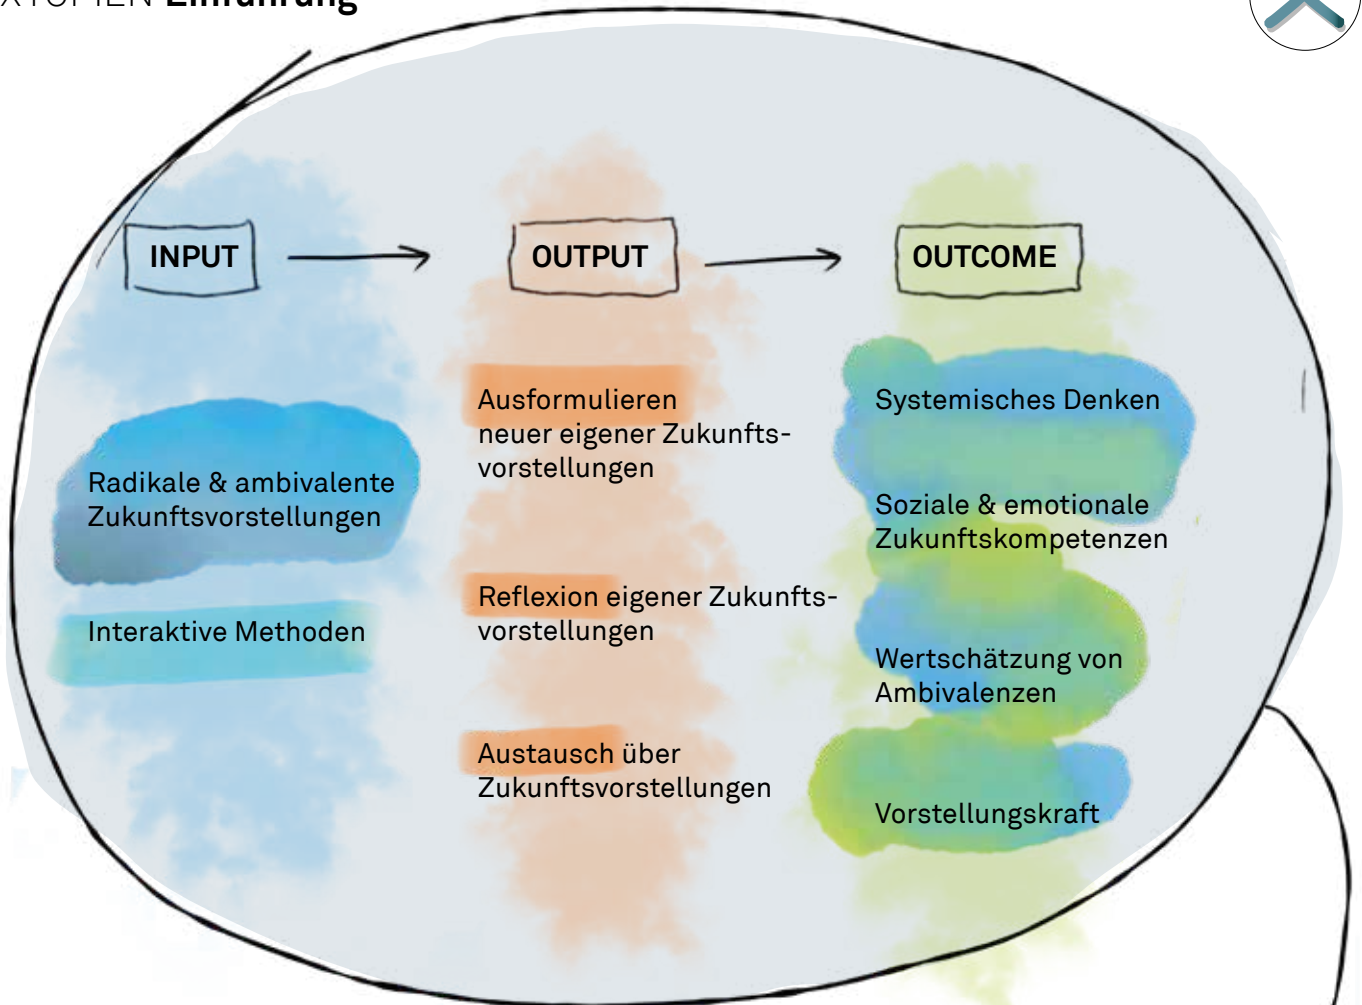 Einführung
INPUT
OUTPUT
OUTCOME
Radikale & ambivalente
Zukunftsvorstellungen
Interaktive Methoden
Ausformulieren
neuer eigener Zukunfts-
vorstellungen
Reflexion eigener Zukunfts-
vorstellungen
Austausch über
Zukunftsvorstellungen
Systemisches Denken
Soziale & emotionale
Zukunftskompetenzen
Wertschätzung von
Ambivalenzen
Vorstellungskraft